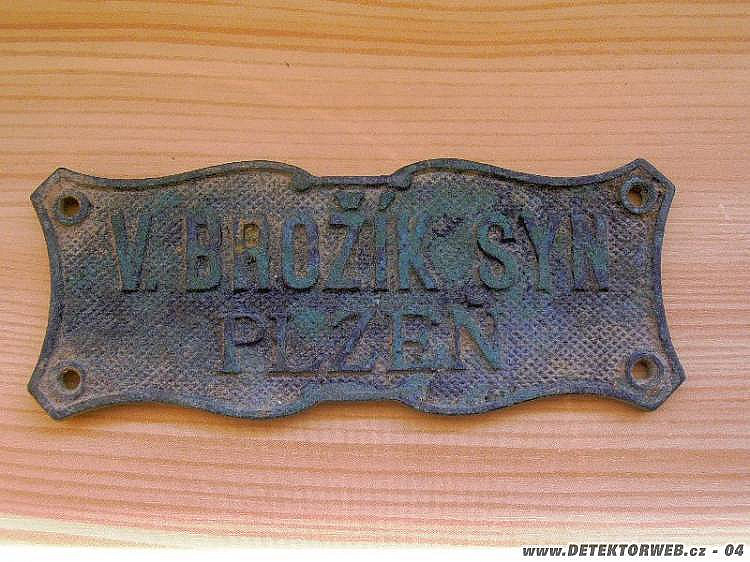 V. BROŽÍK SYN
PLZEŇ
www.DETEKTORWEB.cz - 04